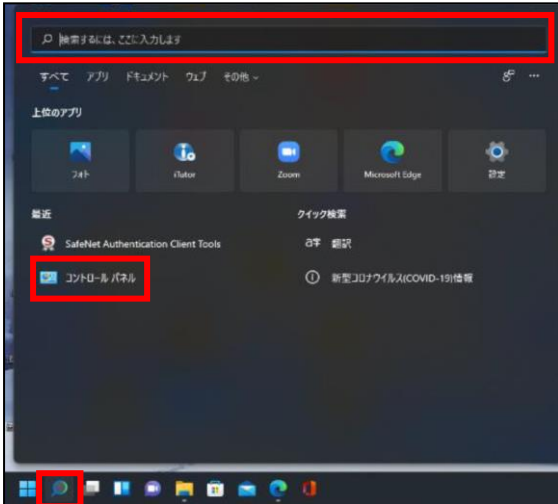 検索するには、ここに入力します
すべて アプリ ドキュメント ウェブ その他
上位のアプリ
フォト iTutor Zoom Microsoft Edge 設定
最近 クイック検索
SafeNet Authentication Client Tools あ字 翻訳
コントロール パネル 新型コロナウイルス(COVID-19)情報